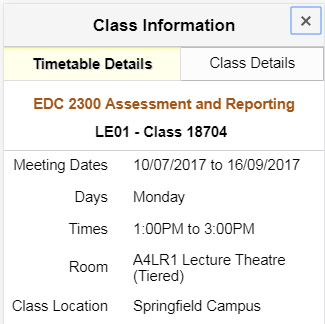 Class Information
×
Timetable Details
Class Details
EDC 2300 Assessment and Reporting
LE01 - Class 18704
Meeting Dates 10/07/2017 to 16/09/2017
Days Monday
Times 1:00PM to 3:00PM
Room A4LR1 Lecture Theatre
(Tiered)
Class Location Springfield Campus